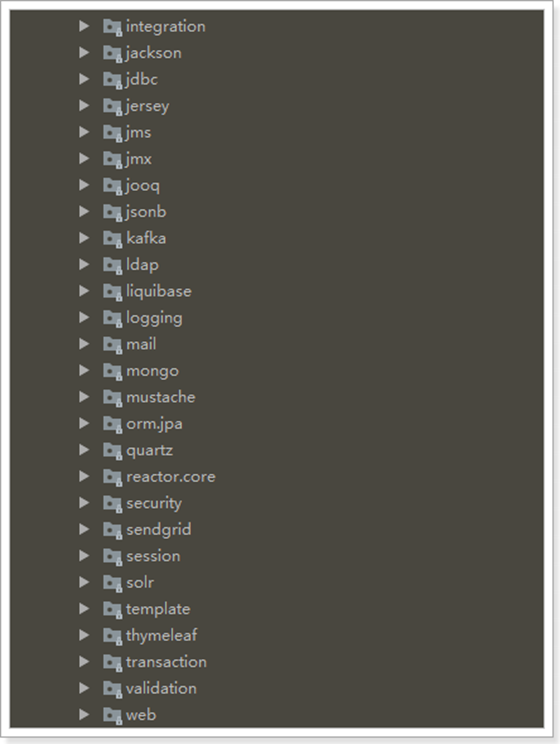 integration
jackson
jdbc
jersey
jms
jmx
jooq
jsonb
kafka
ldap
liquibase
logging
mail
mongo
mustache
orm.jpa
quartz
reactor.core
security
sendgrid
session
solr
template
thymeleaf
transaction
validation
web